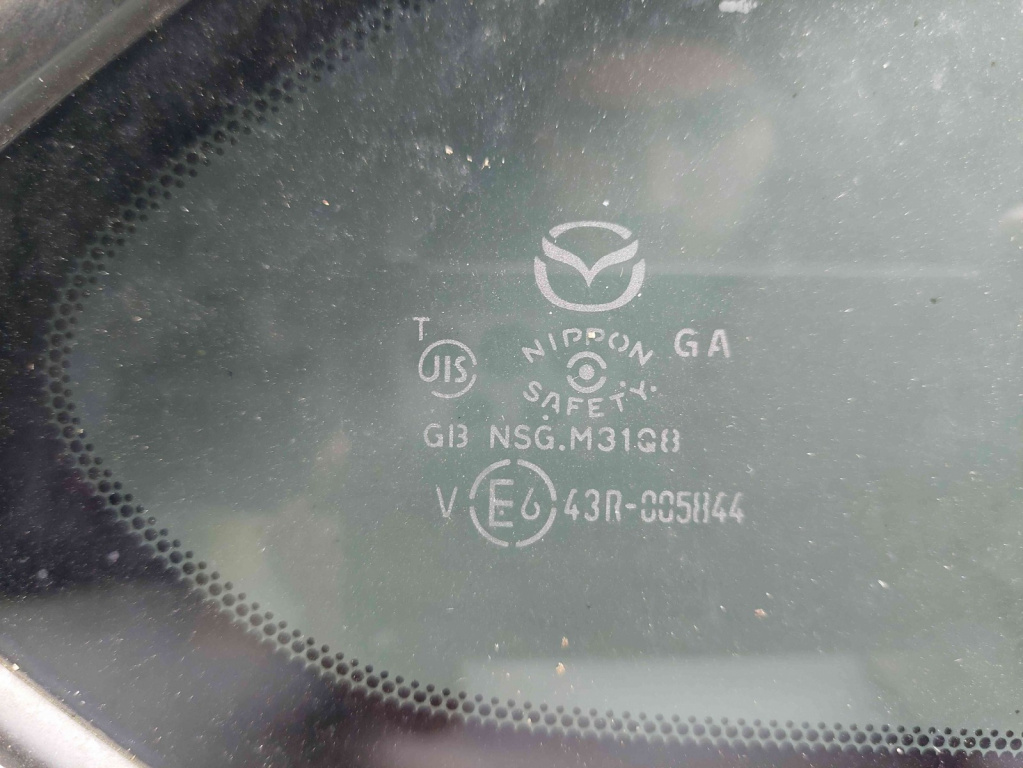 NIPPON
SAFETY
GA
T
JIS
GB NSG.M31Q8
V E6 43R-005844